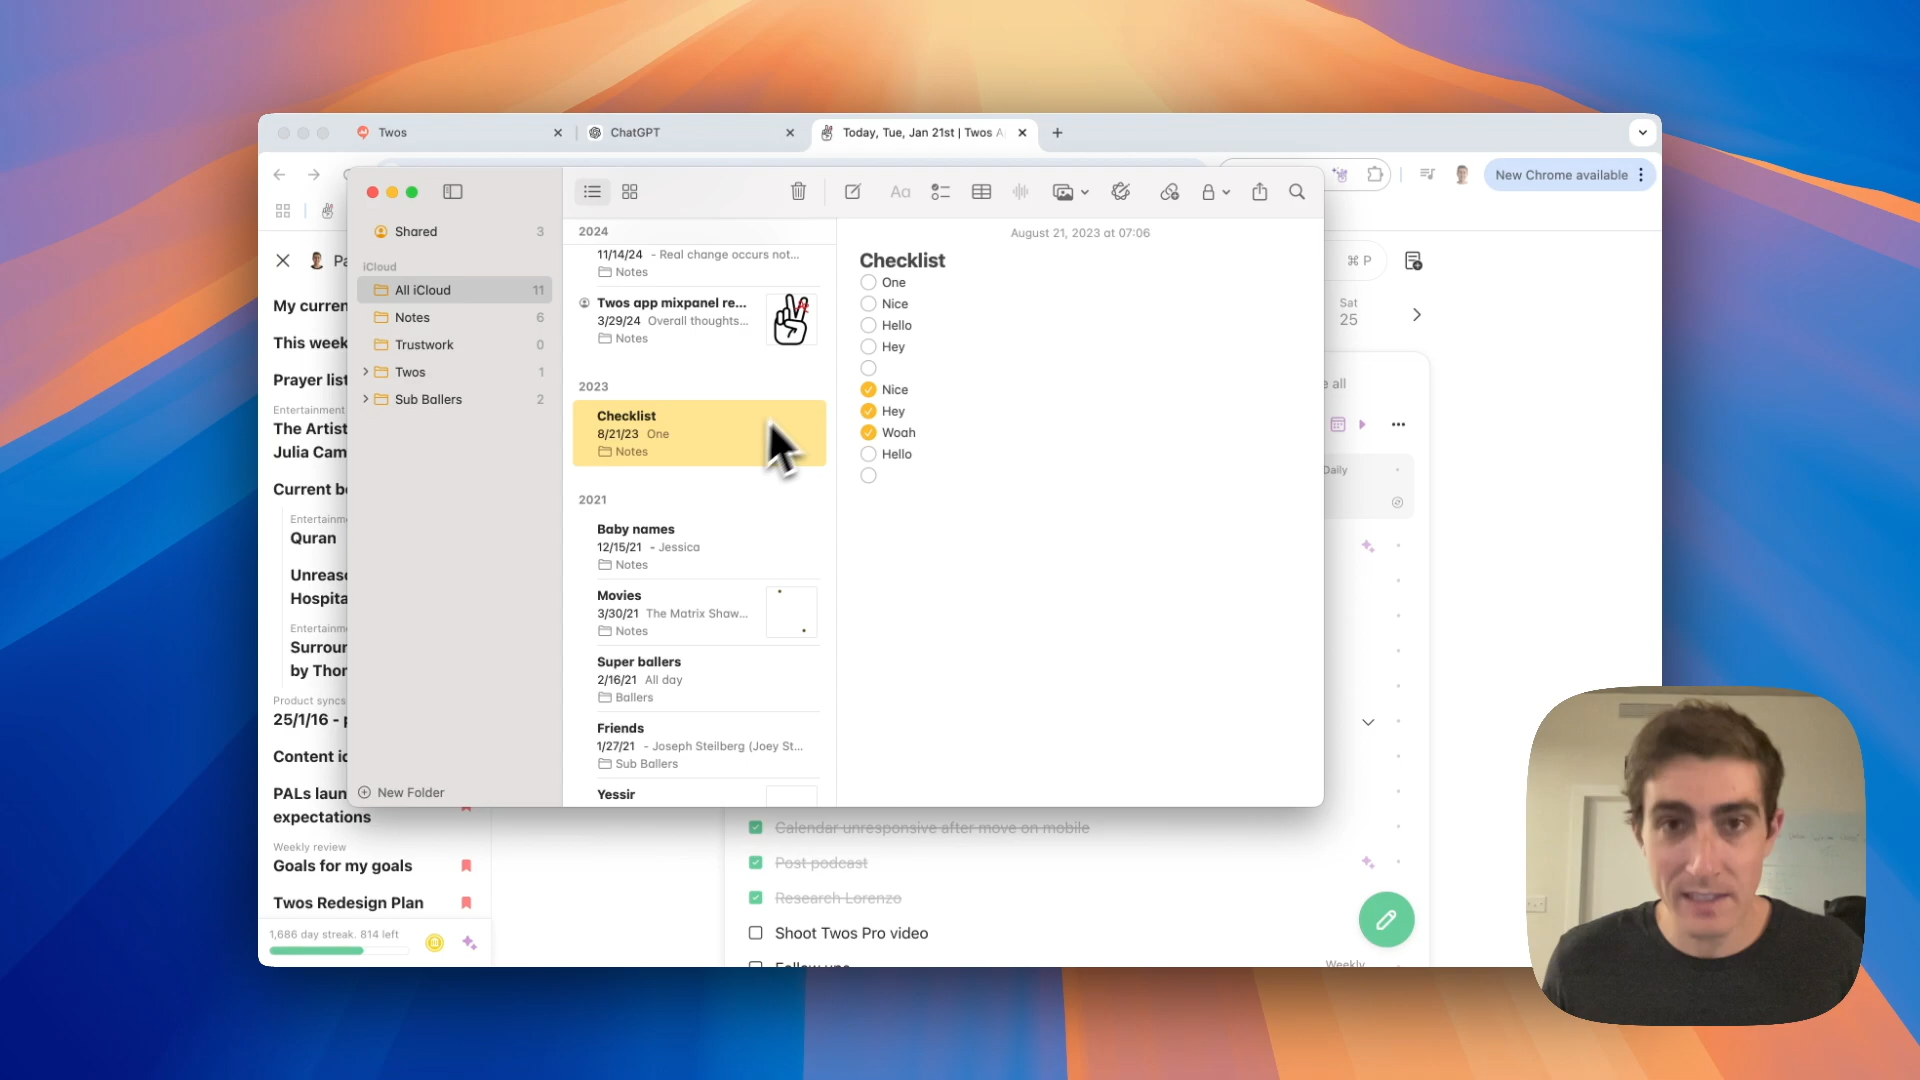 Twos
ChatGPT
Today, Tue, Jan 21st | Twos A
New Chrome available
My curren
This week
Prayer list
Entertainment
The Artist
Julia Cam
Current b
Entertainm
Quran
Unreas
Hospita
Entertainm
Surrour
by Thor
Product syncs
25/1/16 -
Content i
PALs laun
expectations
Weekly review
Goals for my goals
Twos Redesign Plan
1,686 day streak. 814 left
Shared 3
iCloud
All iCloud 11
Notes 6
Trustwork 0
Twos 1
Sub Ballers 2
New Folder
2024
11/14/24 - Real change occurs not...
Notes
Twos app mixpanel re...
3/29/24 Overall thoughts...
Notes
2023
Checklist
8/21/23 One
Notes
2021
Baby names
12/15/21 - Jessica
Notes
Movies
3/30/21 The Matrix Shaw...
Notes
Super ballers
2/16/21 All day
Ballers
Friends
1/27/21 - Joseph Steilberg (Joey St...
Sub Ballers
Yessir
August 21, 2023 at 07:06
Checklist
One
Nice
Hello
Hey
Nice
Hey
Woah
Hello
⌘ P
Sat
25
e all
Daily
Calendar unresponsive after move on mobile
Post podcast
Research Lorenzo
Shoot Twos Pro video
Weekly